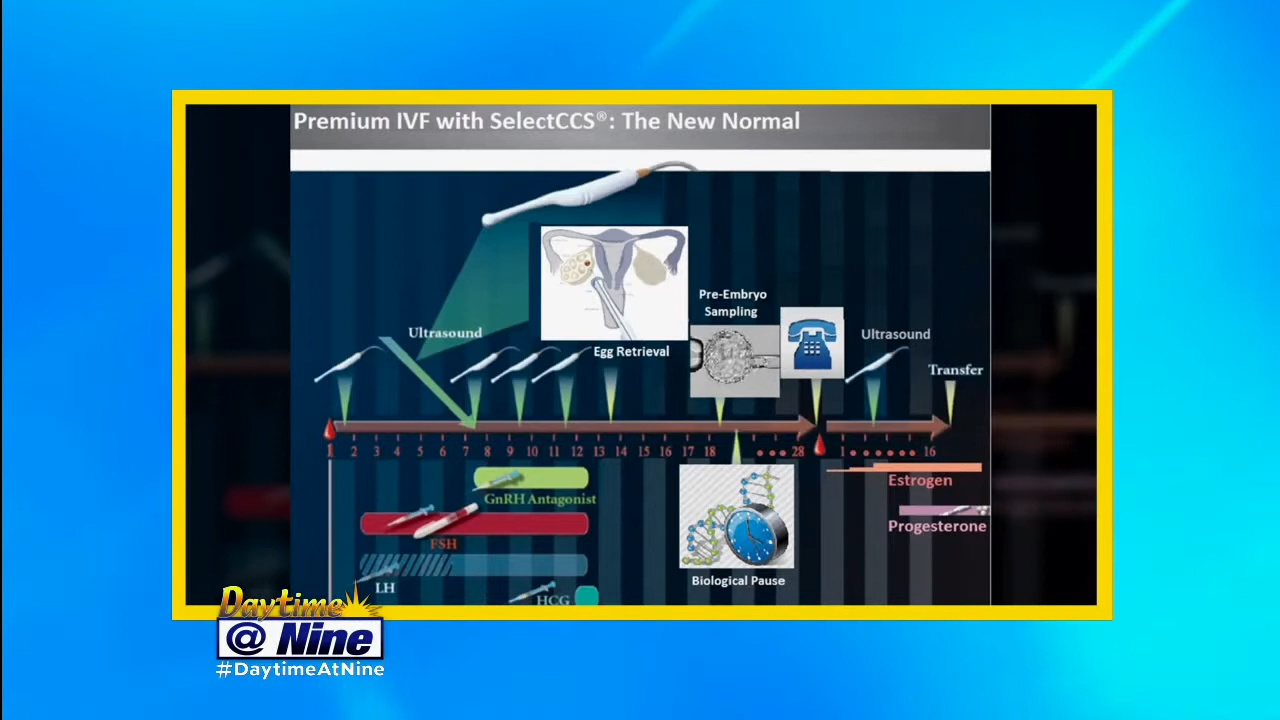 Premium IVF with SelectCCS®: The New Normal
Pre-Embryo
Sampling
Ultrasound
Egg Retrieval
Ultrasound
Transfer
1 2 3 4 5 6 7 8 9 10 11 12 13 14 15 16 17 18 28 1 16
Estrogen
GnRH Antagonist
Progesterone
FSH
Biological Pause
LH
HCG
Daytime
@ Nine
#DaytimeAtNine